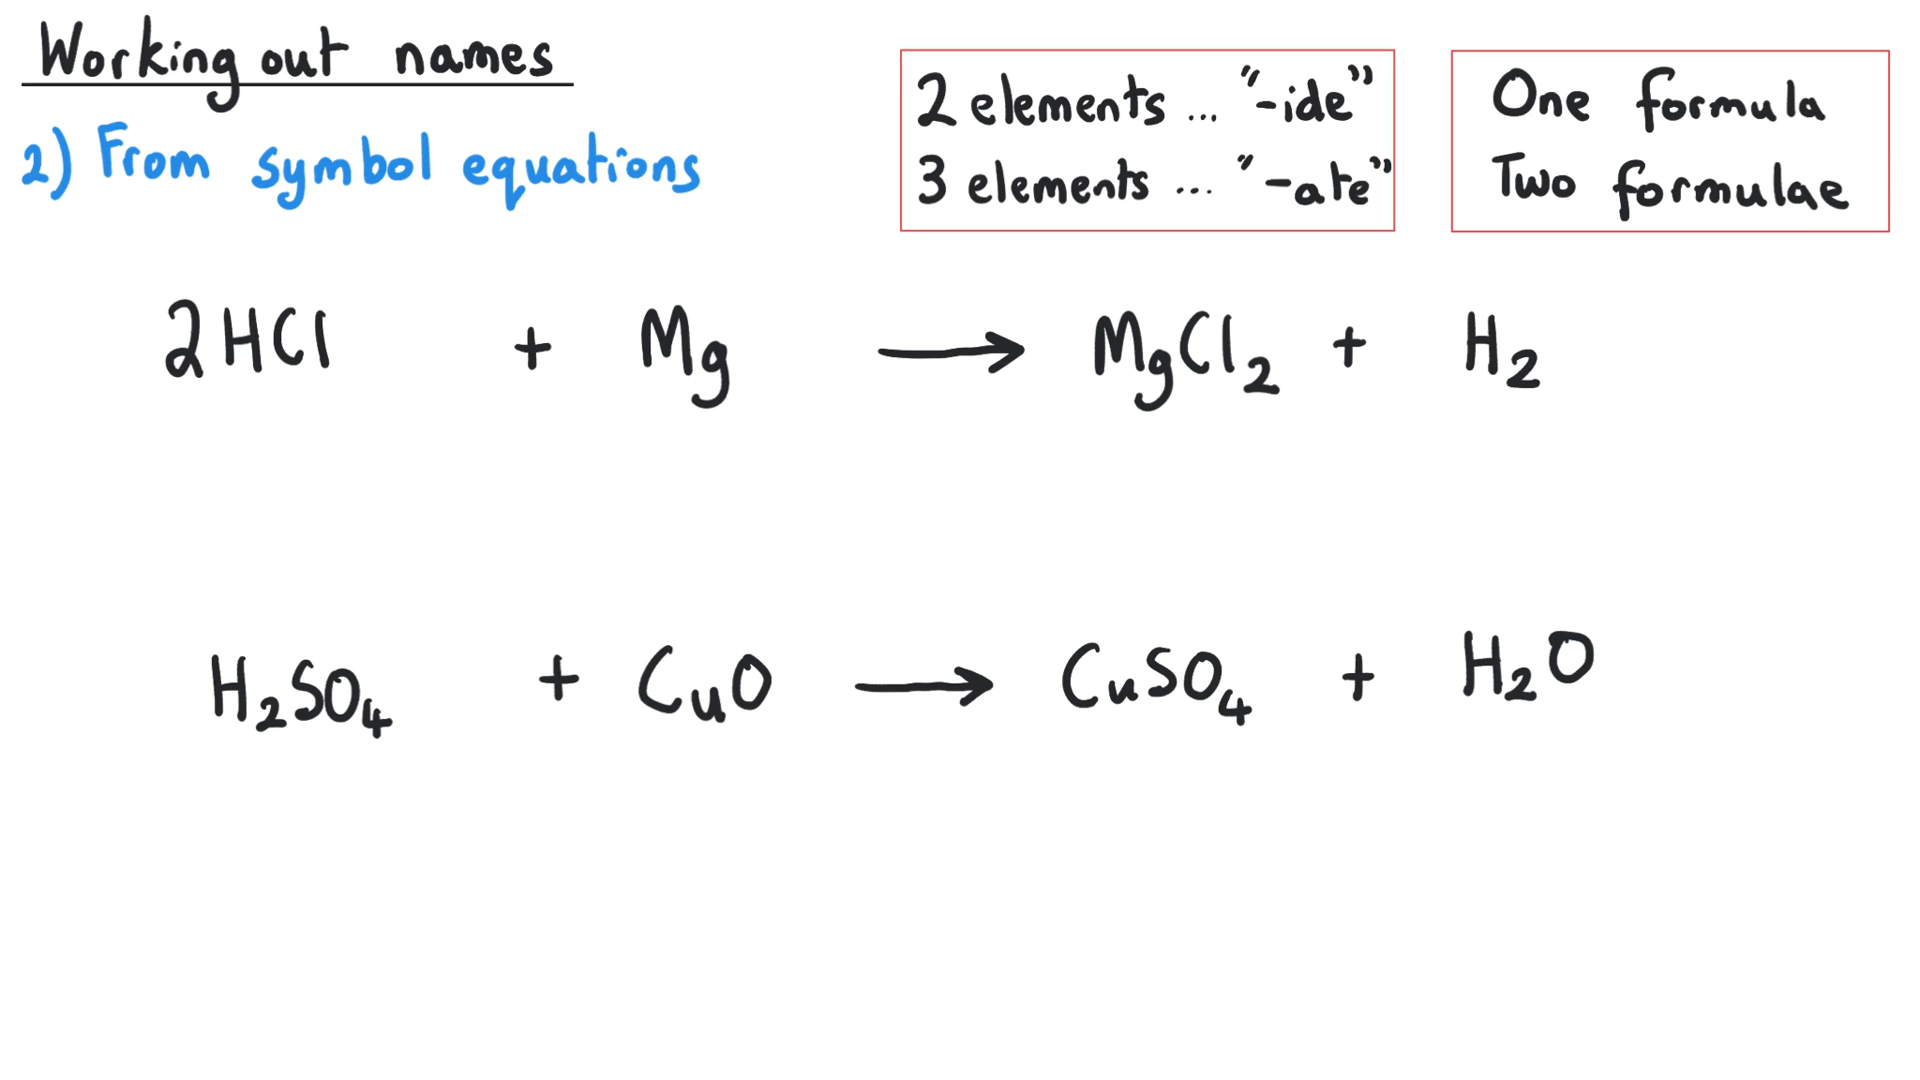 Working out names
2) From symbol equations
2 elements ... "-ide"
3 elements ... "-ate"
One formula
Two formulae
2HCl + Mg ⟶ MgCl₂ + H₂
H₂SO₄ + CuO ⟶ CuSO₄ + H₂O